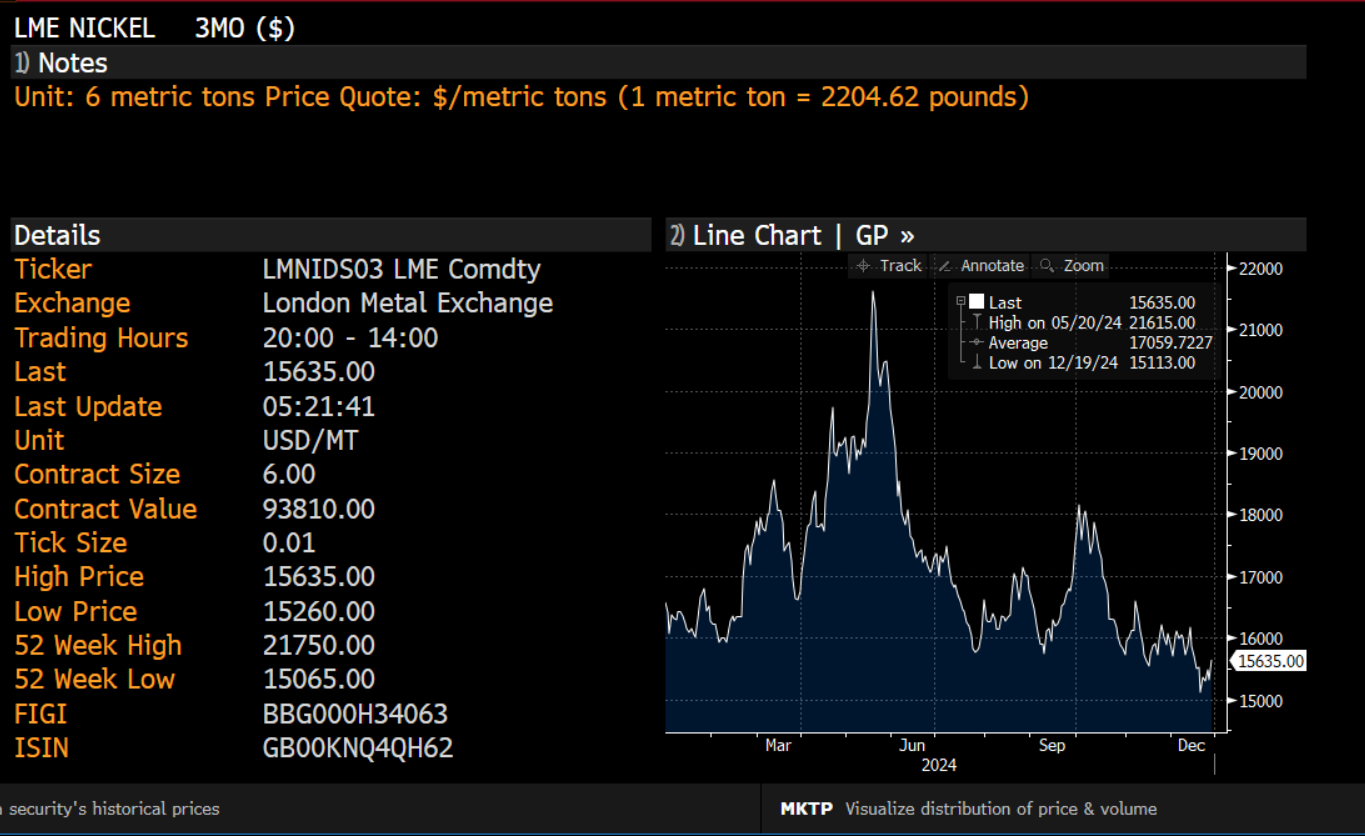 LME NICKEL 3MO ($)
1) Notes
Unit: 6 metric tons Price Quote: $/metric tons (1 metric ton = 2204.62 pounds)
Details
Ticker LMNIDS03 LME Comdty
Exchange London Metal Exchange
Trading Hours 20:00 - 14:00
Last 15635.00
Last Update 05:21:41
Unit USD/MT
Contract Size 6.00
Contract Value 93810.00
Tick Size 0.01
High Price 15635.00
Low Price 15260.00
52 Week High 21750.00
52 Week Low 15065.00
FIGI BBG000H34063
ISIN GB00KNQ4QH62
2) Line Chart | GP »
Track Annotate Zoom
Last 15635.00
High on 05/20/24 21615.00
Average 17059.7227
Low on 12/19/24 15113.00
22000
21000
20000
19000
18000
17000
16000
15635.00
15000
Mar Jun Sep Dec
2024
security's historical prices
MKTP Visualize distribution of price & volume